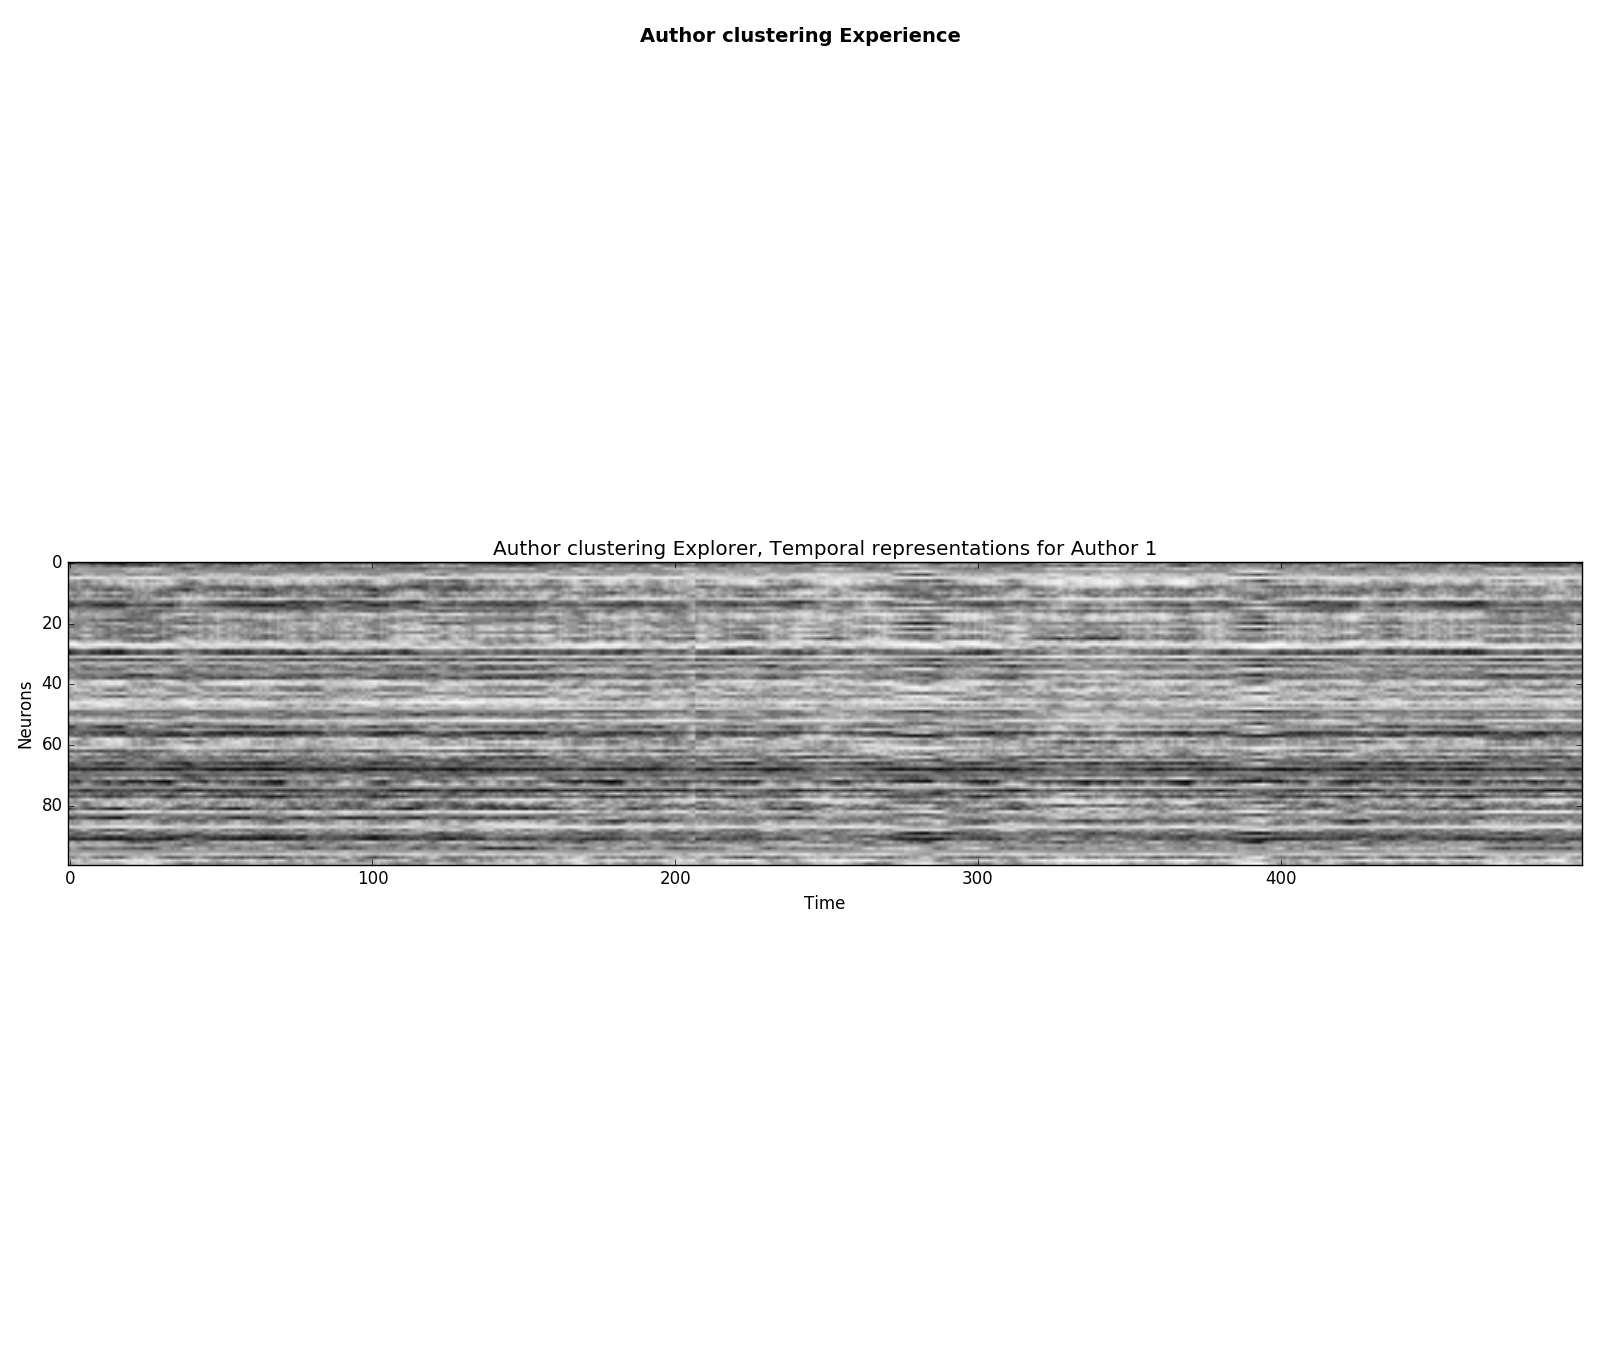 Author clustering Experience
Author clustering Explorer, Temporal representations for Author 1
0
20
40
60
80
Neurons
0 100 200 300 400
Time